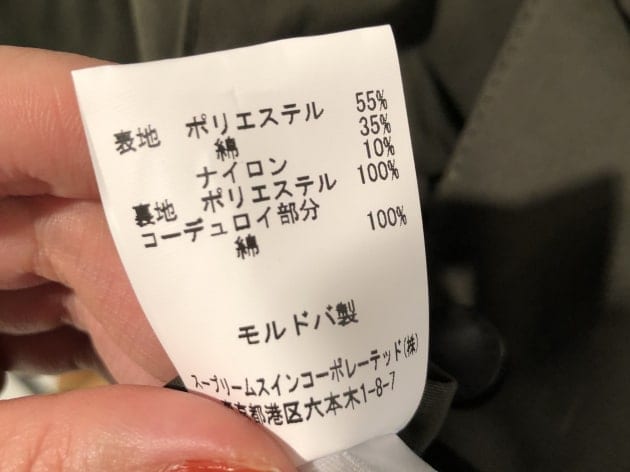 表地　ポリエステル　55%
綿　35%
ナイロン　10%
裏地　ポリエステル　100%
コーデュロイ部分
綿　100%
モルドバ製
スープリームスインコーポレーテッド(株)
京都港区六本木1-8-7